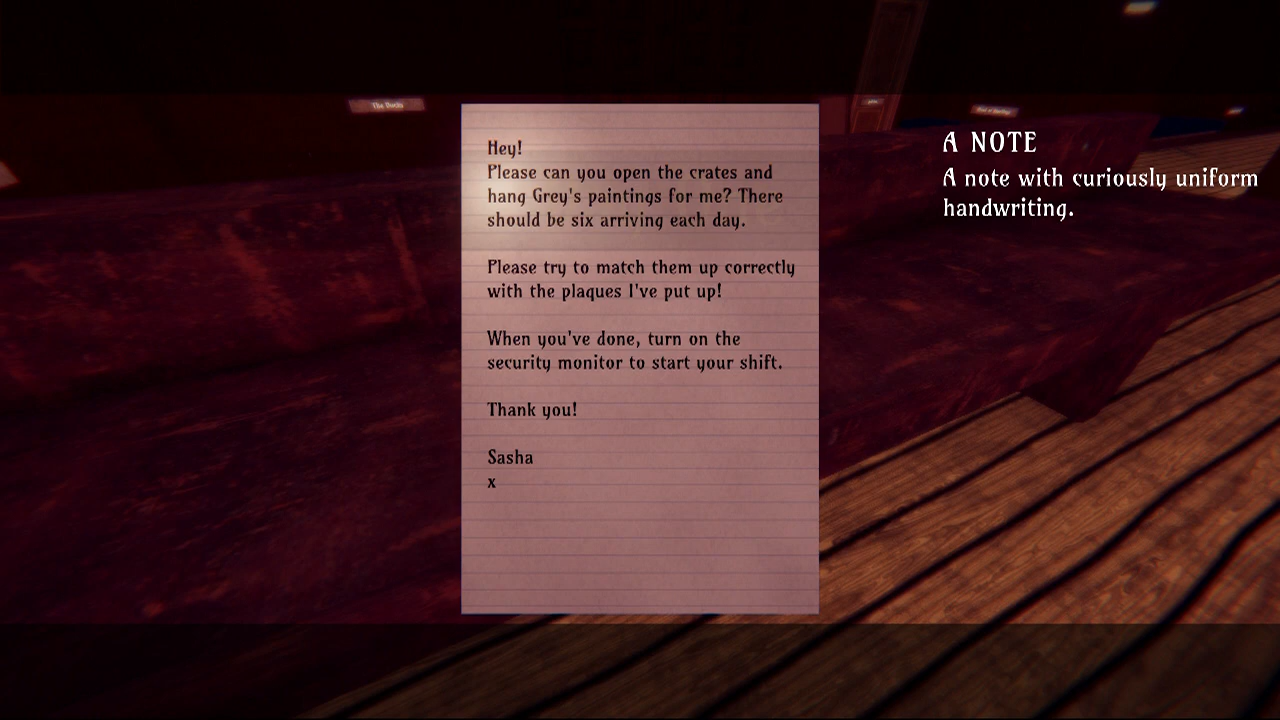 The Ducks
Hey!
Please can you open the crates and
hang Grey's paintings for me? There
should be six arriving each day.
Please try to match them up correctly
with the plaques I've put up!
When you've done, turn on the
security monitor to start your shift.
Thank you!
Sasha
x
A NOTE
A note with curiously uniform
handwriting.